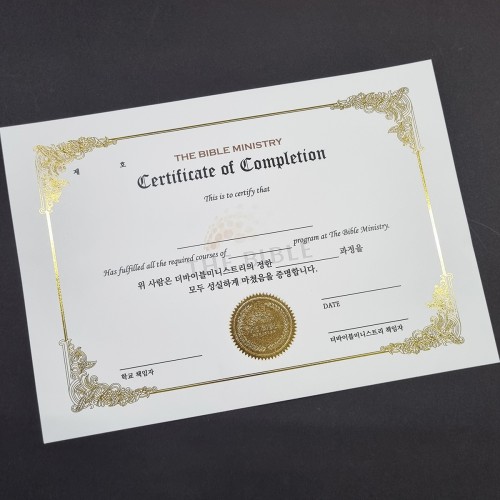 제 호
THE BIBLE MINISTRY
Certificate of Completion
This is to certify that
Has fulfilled all the required courses of program at The Bible Ministry.
THE BIBLE
위 사람은 더바이블미니스트리의 정한 과정을
모두 성실하게 마쳤음을 증명합니다.
DATE
학교 책임자
더바이블미니스트리 책임자